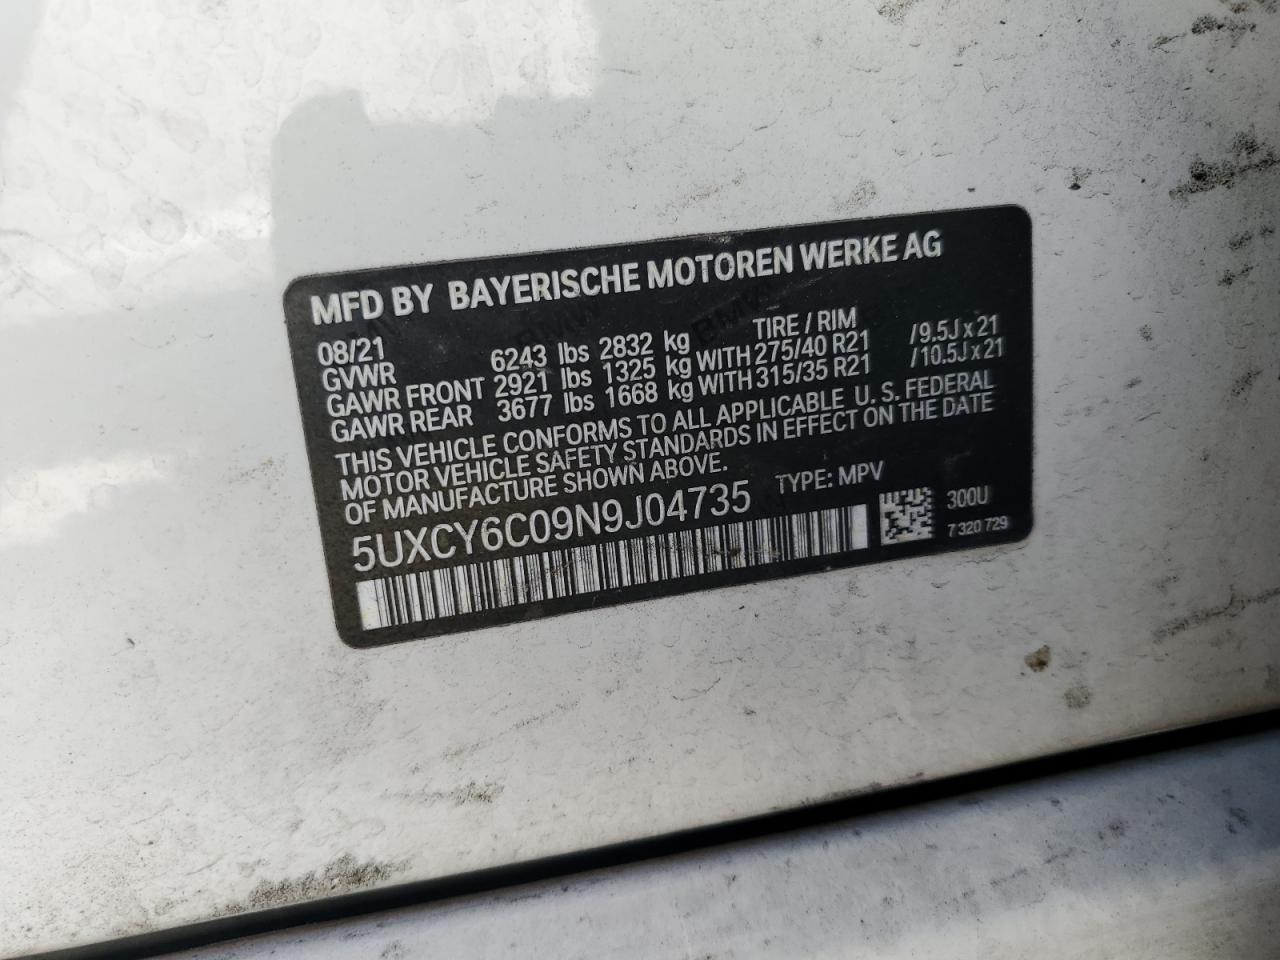 MFD BY BAYERISCHE MOTOREN WERKE AG
08/21 TIRE / RIM
GVWR 6243 lbs 2832 kg
GAWR FRONT 2921 lbs 1325 kg WITH 275/40 R21 /9.5J x 21
GAWR REAR 3677 lbs 1668 kg WITH 315/35 R21 /10.5J x 21
THIS VEHICLE CONFORMS TO ALL APPLICABLE U. S. FEDERAL
MOTOR VEHICLE SAFETY STANDARDS IN EFFECT ON THE DATE
OF MANUFACTURE SHOWN ABOVE.
5UXCY6C09N9J04735 TYPE: MPV
300U
7 320 729